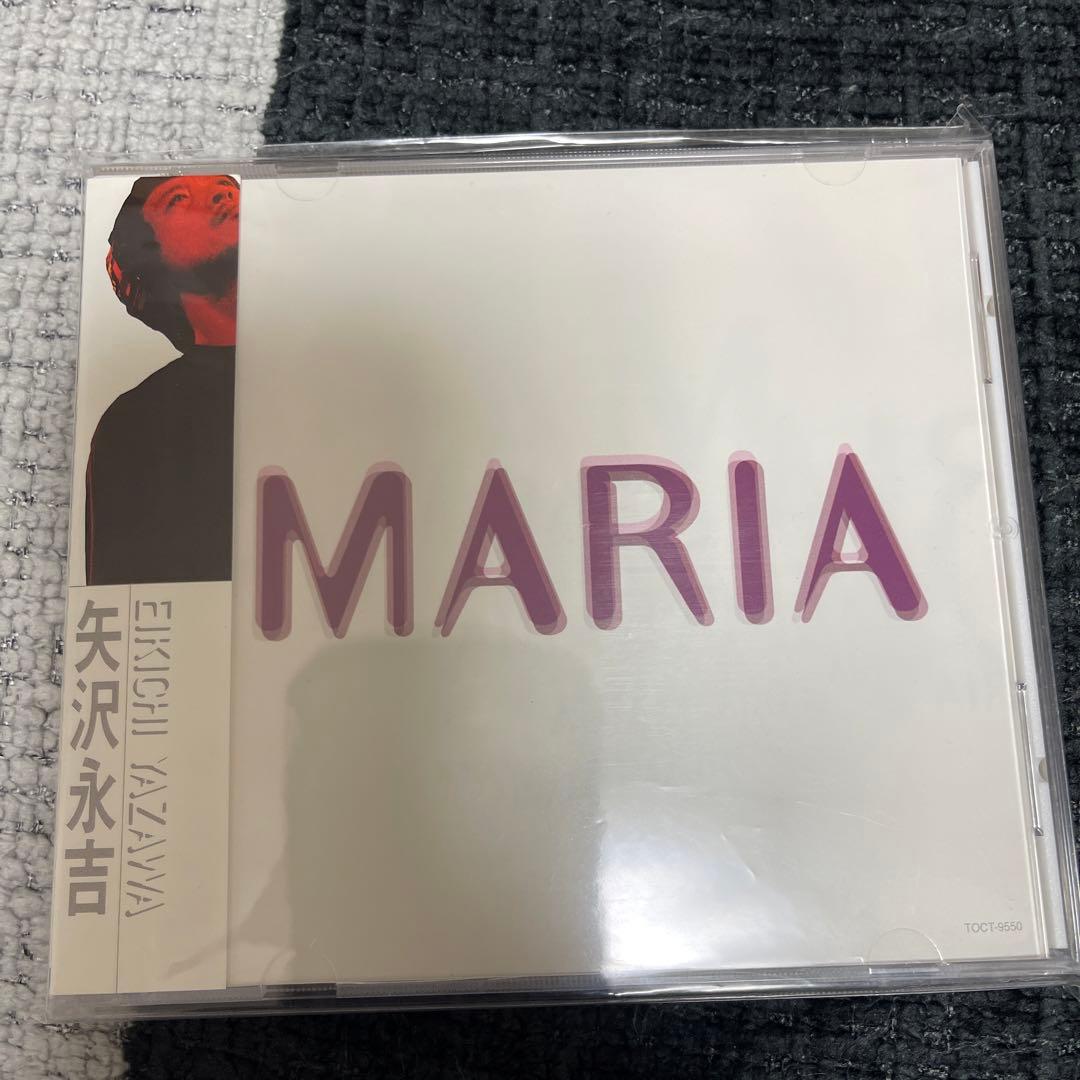 MARIA
矢沢永吉
EIKICHI YAZAWA
TOCT-9550